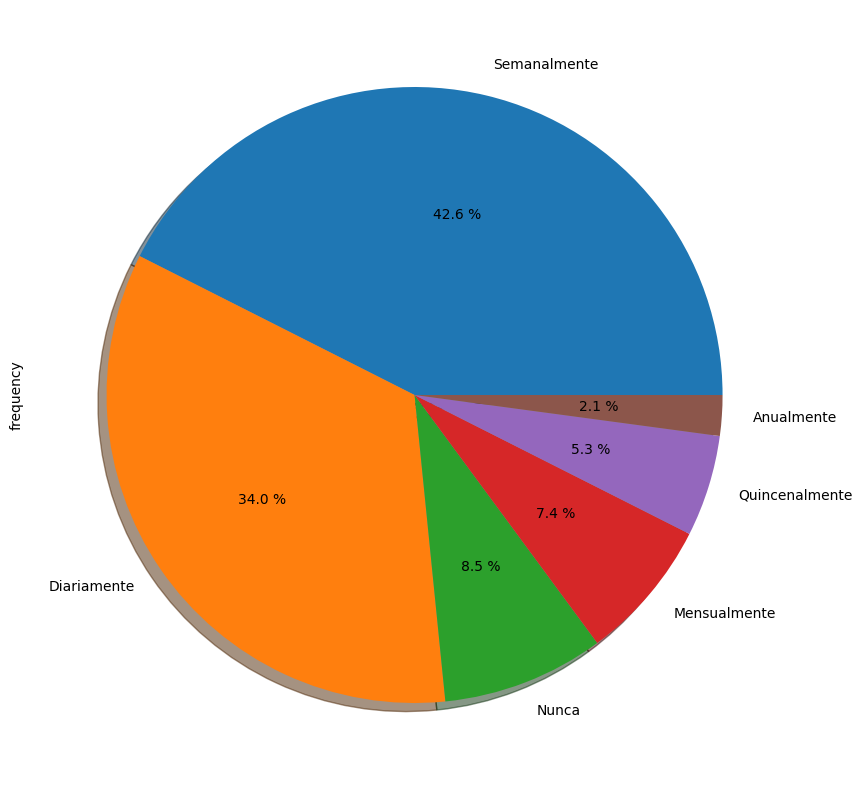 Semanalmente
42.6 %
frequency
34.0 %
Diariamente
8.5 %
Nunca
7.4 %
Mensualmente
5.3 %
Quincenalmente
2.1 %
Anualmente